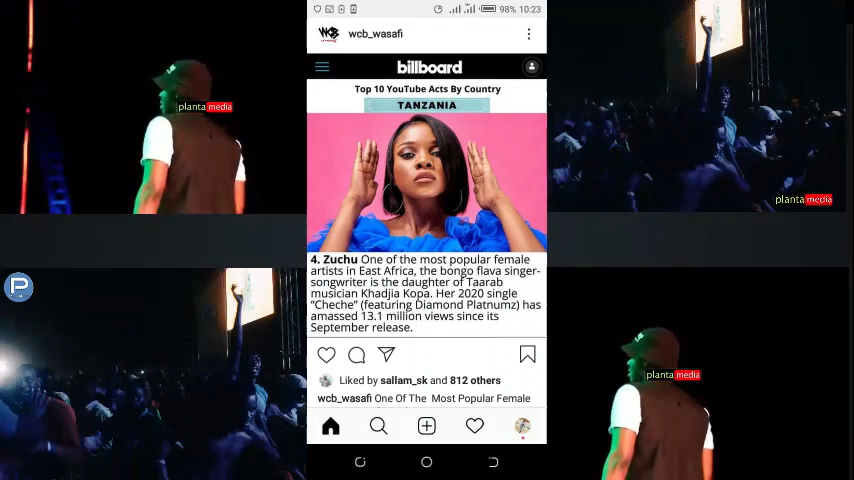 98% 10:23
wcb_wasafi
billboard
Top 10 YouTube Acts By Country
TANZANIA
4. Zuchu One of the most popular female
artists in East Africa, the bongo flava singer-
songwriter is the daughter of Taarab
musician Khadjia Kopa. Her 2020 single
“Cheche” (featuring Diamond Platnumz) has
amassed 13.1 million views since its
September release.
Liked by sallam_sk and 812 others
wcb_wasafi One Of The Most Popular Female
planta media
planta media
planta media
P